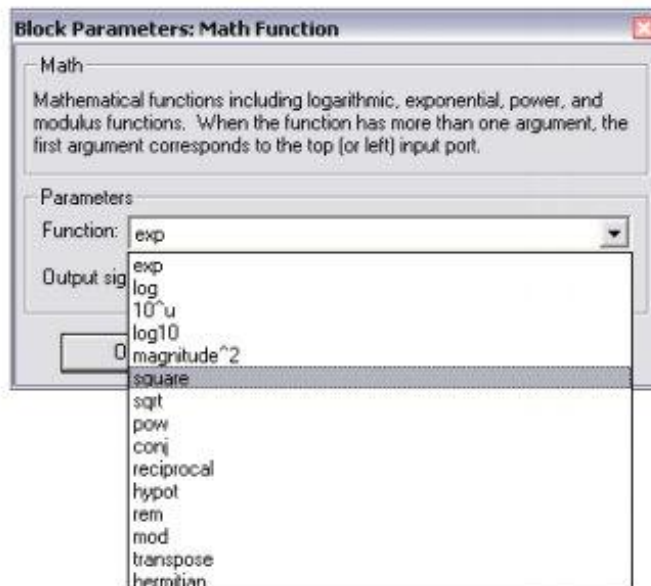 Block Parameters: Math Function
Math
Mathematical functions including logarithmic, exponential, power, and
modulus functions. When the function has more than one argument, the
first argument corresponds to the top (or left) input port.
Parameters
Function: exp
Output sig
exp
log
10^u
log10
magnitude^2
square
sqrt
pow
conj
reciprocal
hypot
rem
mod
transpose
hermitian